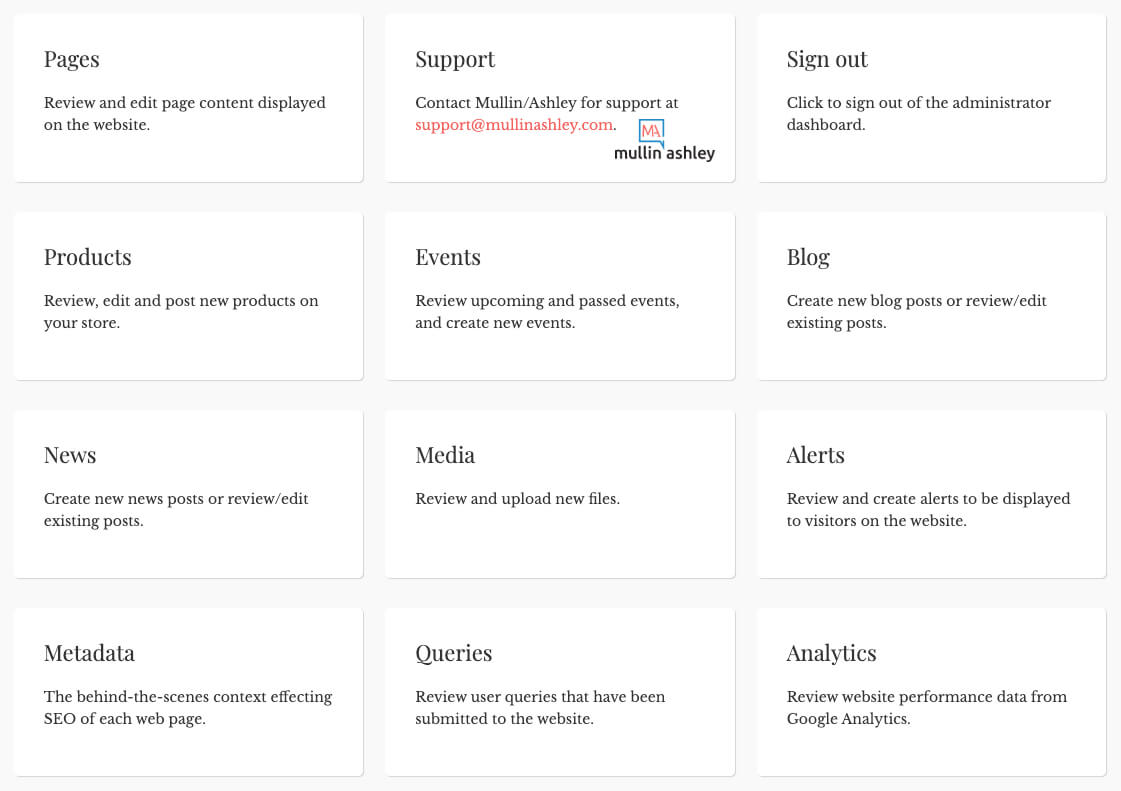 Pages
Review and edit page content displayed
on the website.
Support
Contact Mullin/Ashley for support at
support@mullinashley.com.
MA
mullin ashley
Sign out
Click to sign out of the administrator
dashboard.
Products
Review, edit and post new products on
your store.
Events
Review upcoming and passed events,
and create new events.
Blog
Create new blog posts or review/edit
existing posts.
News
Create new news posts or review/edit
existing posts.
Media
Review and upload new files.
Alerts
Review and create alerts to be displayed
to visitors on the website.
Metadata
The behind-the-scenes context effecting
SEO of each web page.
Queries
Review user queries that have been
submitted to the website.
Analytics
Review website performance data from
Google Analytics.